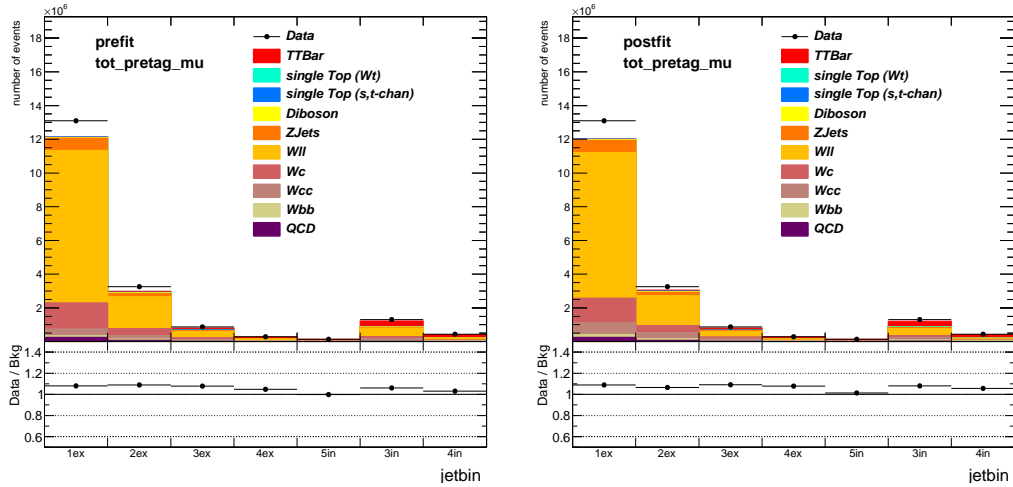 ×10⁶
number of events
18
16
14
12
10
8
6
4
2
prefit
tot_pretag_mu
Data
TTBar
single Top (Wt)
single Top (s,t-chan)
Diboson
ZJets
Wll
Wc
Wcc
Wbb
QCD
Data / Bkg
1.4
1.2
1
0.8
0.6
1ex 2ex 3ex 4ex 5in 3in 4in
jetbin
×10⁶
number of events
18
16
14
12
10
8
6
4
2
postfit
tot_pretag_mu
Data
TTBar
single Top (Wt)
single Top (s,t-chan)
Diboson
ZJets
Wll
Wc
Wcc
Wbb
QCD
Data / Bkg
1.4
1.2
1
0.8
0.6
1ex 2ex 3ex 4ex 5in 3in 4in
jetbin